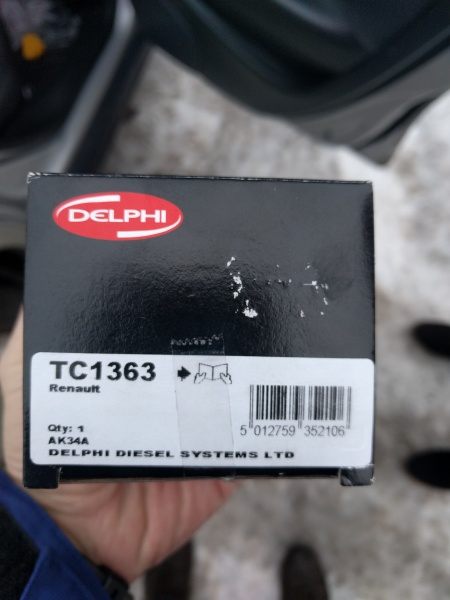 DELPHI
TC1363
Renault
Qty: 1
AK34A
5 012759 352106
DELPHI DIESEL SYSTEMS LTD